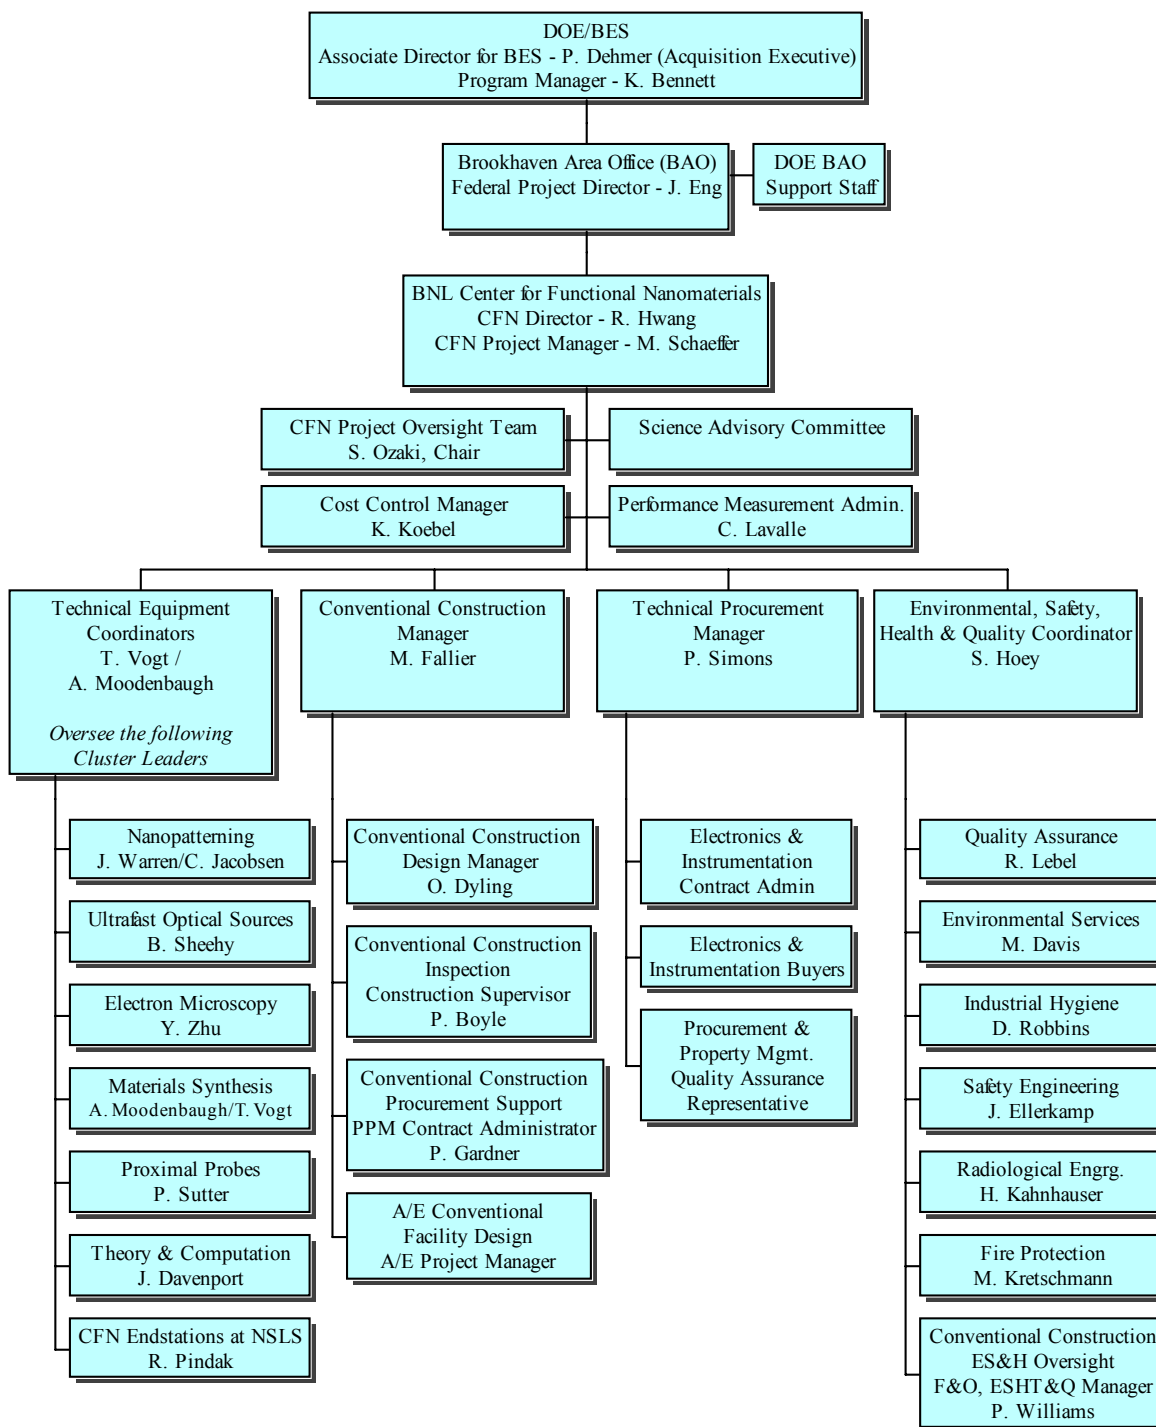 DOE/BES
Associate Director for BES - P. Dehmer (Acquisition Executive)
Program Manager - K. Bennett
Brookhaven Area Office (BAO)
Federal Project Director - J. Eng
DOE BAO
Support Staff
BNL Center for Functional Nanomaterials
CFN Director - R. Hwang
CFN Project Manager - M. Schaeffer
CFN Project Oversight Team
S. Ozaki, Chair
Science Advisory Committee
Cost Control Manager
K. Koebel
Performance Measurement Admin.
C. Lavalle
Technical Equipment
Coordinators
T. Vogt /
A. Moodenbaugh
Oversee the following
Cluster Leaders
Conventional Construction
Manager
M. Fallier
Technical Procurement
Manager
P. Simons
Environmental, Safety,
Health & Quality Coordinator
S. Hoey
Nanopatterning
J. Warren/C. Jacobsen
Ultrafast Optical Sources
B. Sheehy
Electron Microscopy
Y. Zhu
Materials Synthesis
A. Moodenbaugh/T. Vogt
Proximal Probes
P. Sutter
Theory & Computation
J. Davenport
CFN Endstations at NSLS
R. Pindak
Conventional Construction
Design Manager
O. Dyling
Conventional Construction
Inspection
Construction Supervisor
P. Boyle
Conventional Construction
Procurement Support
PPM Contract Administrator
P. Gardner
A/E Conventional
Facility Design
A/E Project Manager
Electronics &
Instrumentation
Contract Admin
Electronics &
Instrumentation Buyers
Procurement &
Property Mgmt.
Quality Assurance
Representative
Quality Assurance
R. Lebel
Environmental Services
M. Davis
Industrial Hygiene
D. Robbins
Safety Engineering
J. Ellerkamp
Radiological Engrg.
H. Kahnhauser
Fire Protection
M. Kretschmann
Conventional Construction
ES&H Oversight
F&O, ESHT&Q Manager
P. Williams